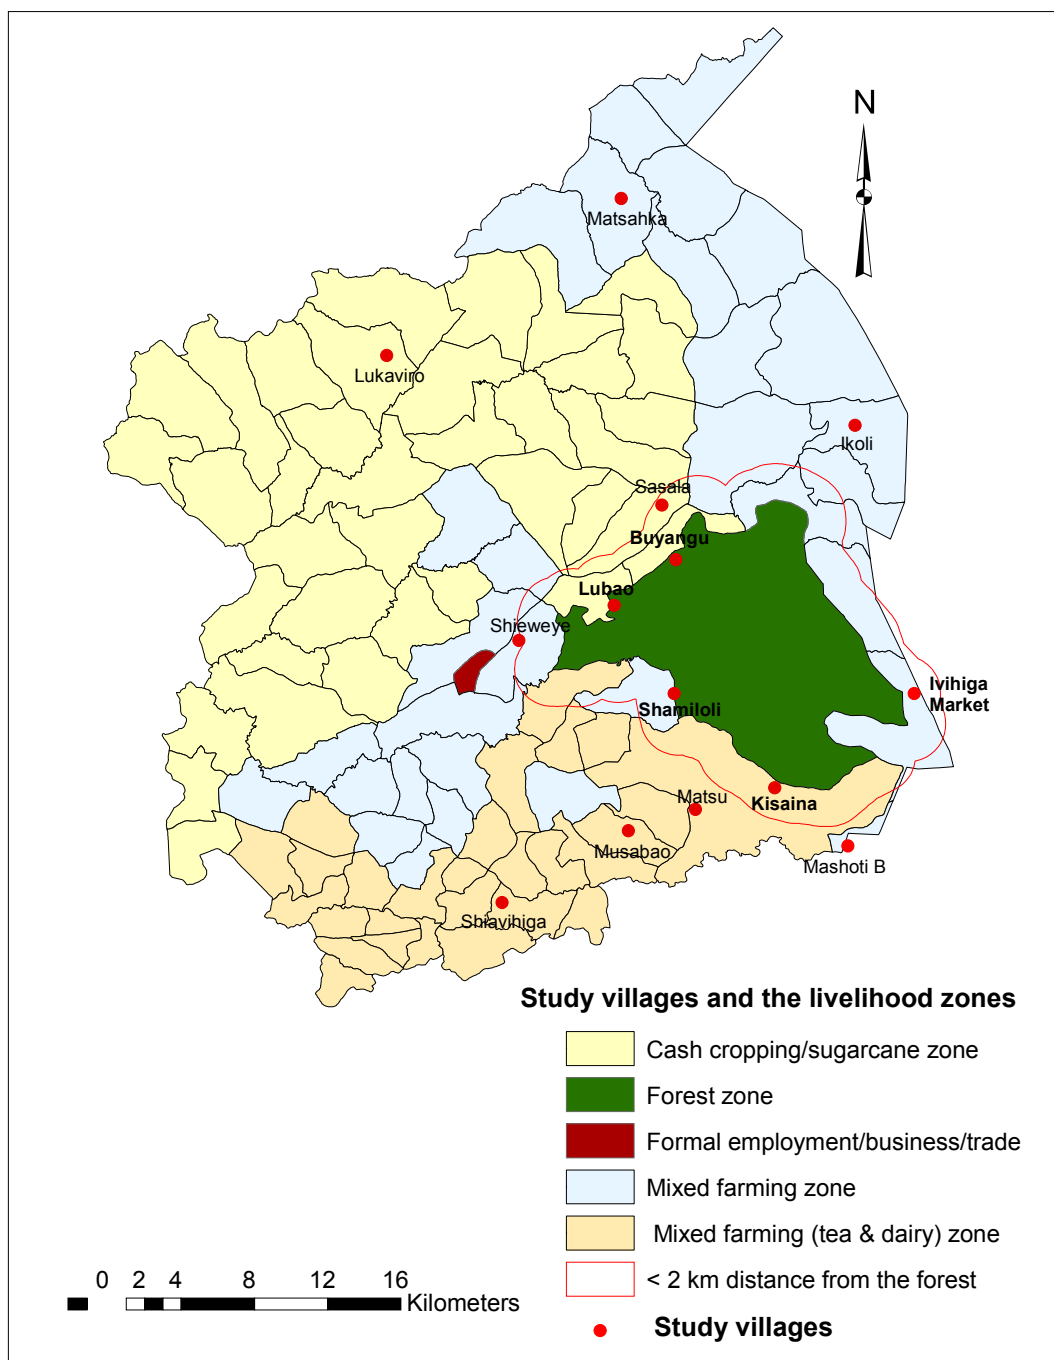 N
Matsahka
Lukaviro
Ikoli
Sasala
Buyangu
Lubao
Shieweye
Ivihiga
Market
Shamiloli
Kisaina
Matsu
Musabao
Mashoti B
Shiavihiga
Study villages and the livelihood zones
Cash cropping/sugarcane zone
Forest zone
Formal employment/business/trade
Mixed farming zone
Mixed farming (tea & dairy) zone
< 2 km distance from the forest
Study villages
0 2 4 8 12 16
Kilometers